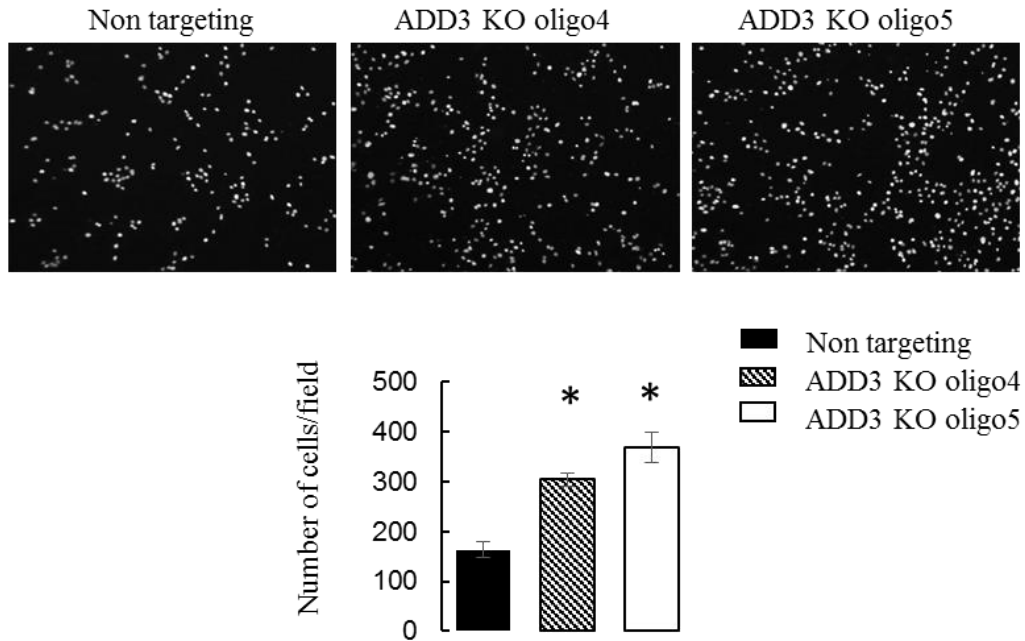 Non targeting
ADD3 KO oligo4
ADD3 KO oligo5
Non targeting
ADD3 KO oligo4
ADD3 KO oligo5
Number of cells/field
500
400
300
200
100
0
*
*